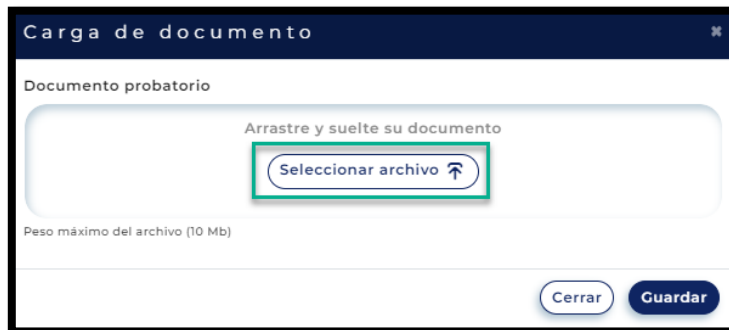 Carga de documento
Documento probatorio
Arrastre y suelte su documento
Seleccionar archivo
Peso máximo del archivo (10 Mb)
Cerrar
Guardar